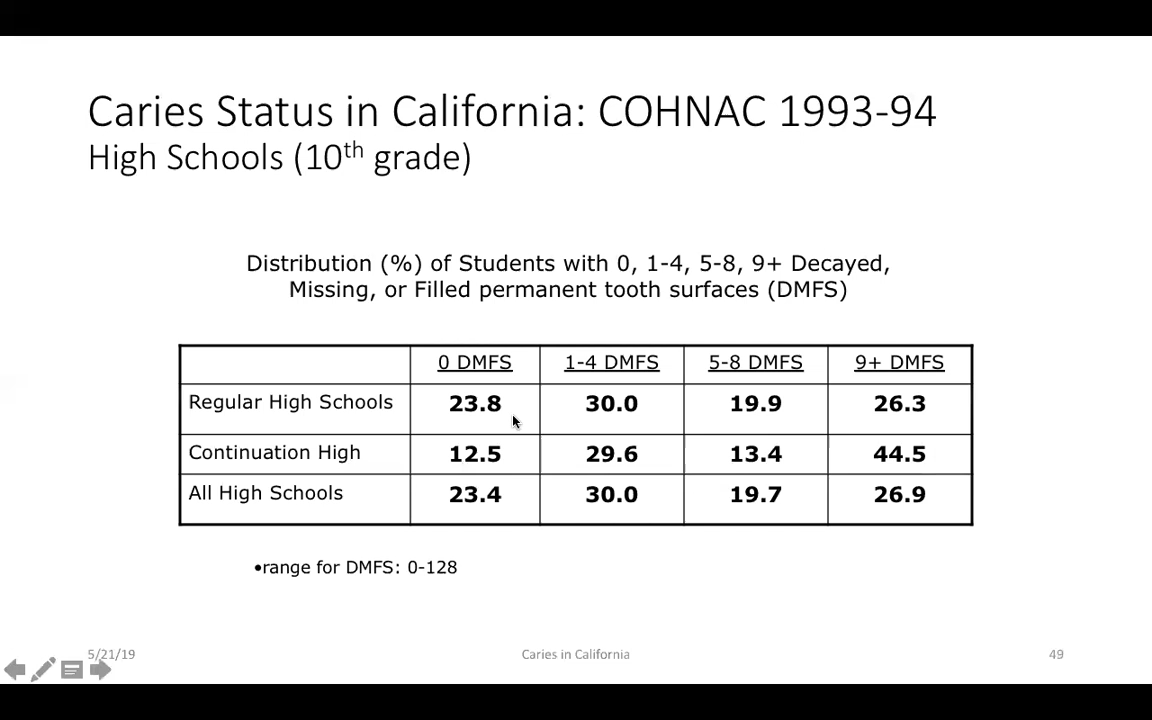 Caries Status in California: COHNAC 1993-94
High Schools (10th grade)
Distribution (%) of Students with 0, 1-4, 5-8, 9+ Decayed,
Missing, or Filled permanent tooth surfaces (DMFS)
0 DMFS 1-4 DMFS 5-8 DMFS 9+ DMFS
Regular High Schools 23.8 30.0 19.9 26.3
Continuation High 12.5 29.6 13.4 44.5
All High Schools 23.4 30.0 19.7 26.9
•range for DMFS: 0-128
5/21/19 Caries in California 49